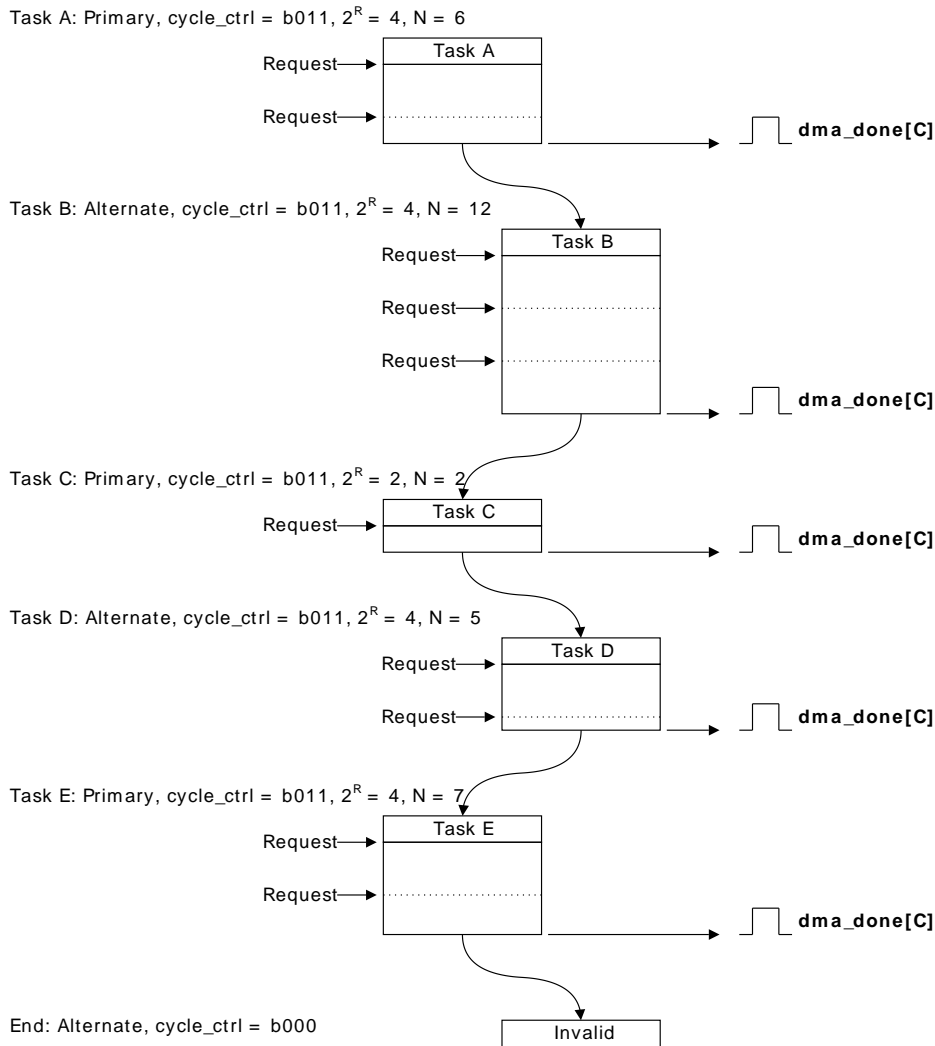 Task A: Primary, cycle_ctrl = b011, 2^R = 4, N = 6
Task A
Request
Request
dma_done[C]
Task B: Alternate, cycle_ctrl = b011, 2^R = 4, N = 12
Task B
Request
Request
Request
dma_done[C]
Task C: Primary, cycle_ctrl = b011, 2^R = 2, N = 2
Task C
Request
dma_done[C]
Task D: Alternate, cycle_ctrl = b011, 2^R = 4, N = 5
Task D
Request
Request
dma_done[C]
Task E: Primary, cycle_ctrl = b011, 2^R = 4, N = 7
Task E
Request
Request
dma_done[C]
End: Alternate, cycle_ctrl = b000
Invalid